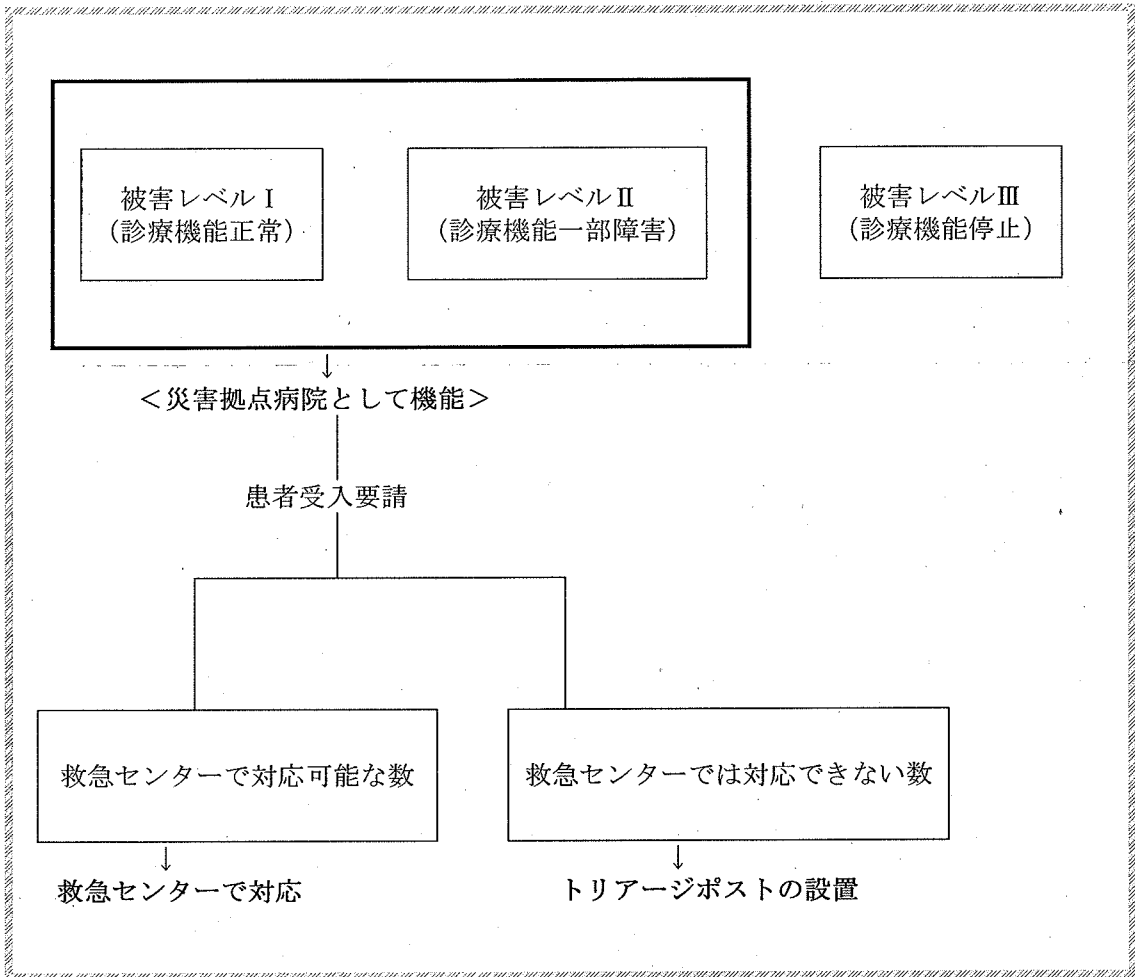 被害レベルⅠ
(診療機能正常)
被害レベルⅡ
(診療機能一部障害)
被害レベルⅢ
(診療機能停止)
<災害拠点病院として機能>
患者受入要請
救急センターで対応可能な数
救急センターでは対応できない数
救急センターで対応
トリアージポストの設置